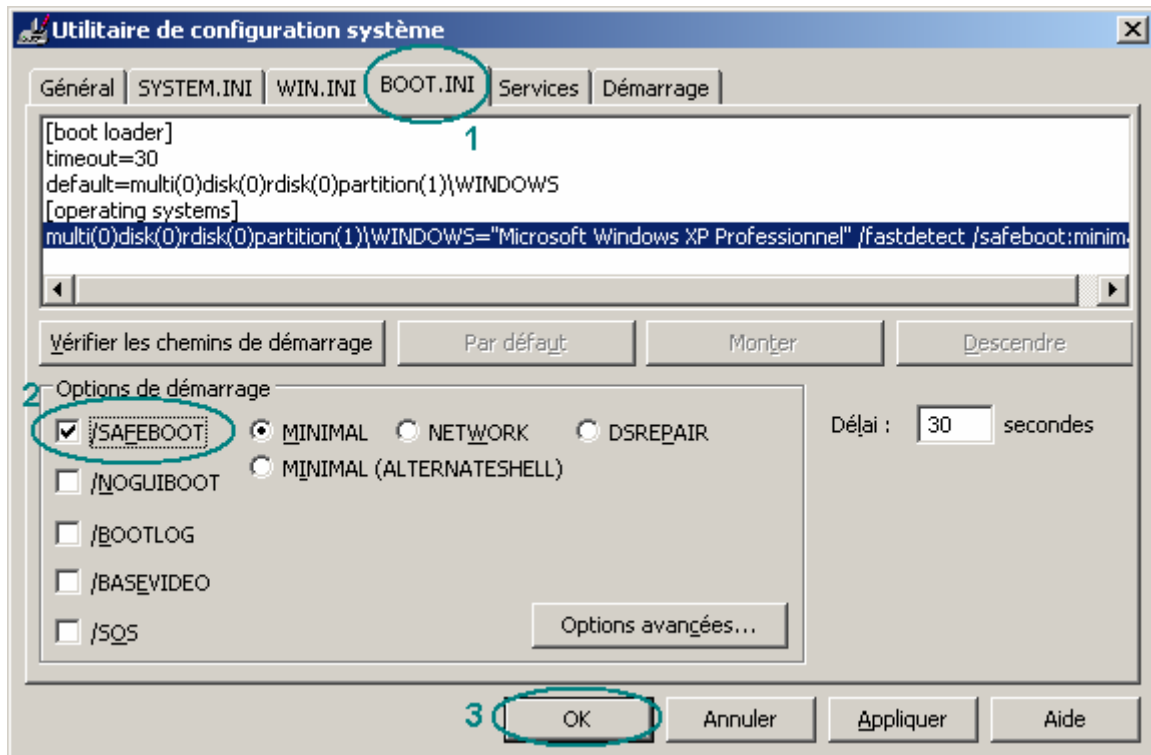 Utilitaire de configuration système
Général SYSTEM.INI WIN.INI BOOT.INI Services Démarrage
1
[boot loader]
timeout=30
default=multi(0)disk(0)rdisk(0)partition(1)\WINDOWS
[operating systems]
multi(0)disk(0)rdisk(0)partition(1)\WINDOWS="Microsoft Windows XP Professionnel" /fastdetect /safeboot:minima
Vérifier les chemins de démarrage Par défaut Monter Descendre
2 Options de démarrage
/SAFEBOOT MINIMAL NETWORK DSREPAIR Délai : 30 secondes
MINIMAL (ALTERNATESHELL)
/NOGUIBOOT
/BOOTLOG
/BASEVIDEO
/SOS
Options avancées...
3 OK Annuler Appliquer Aide